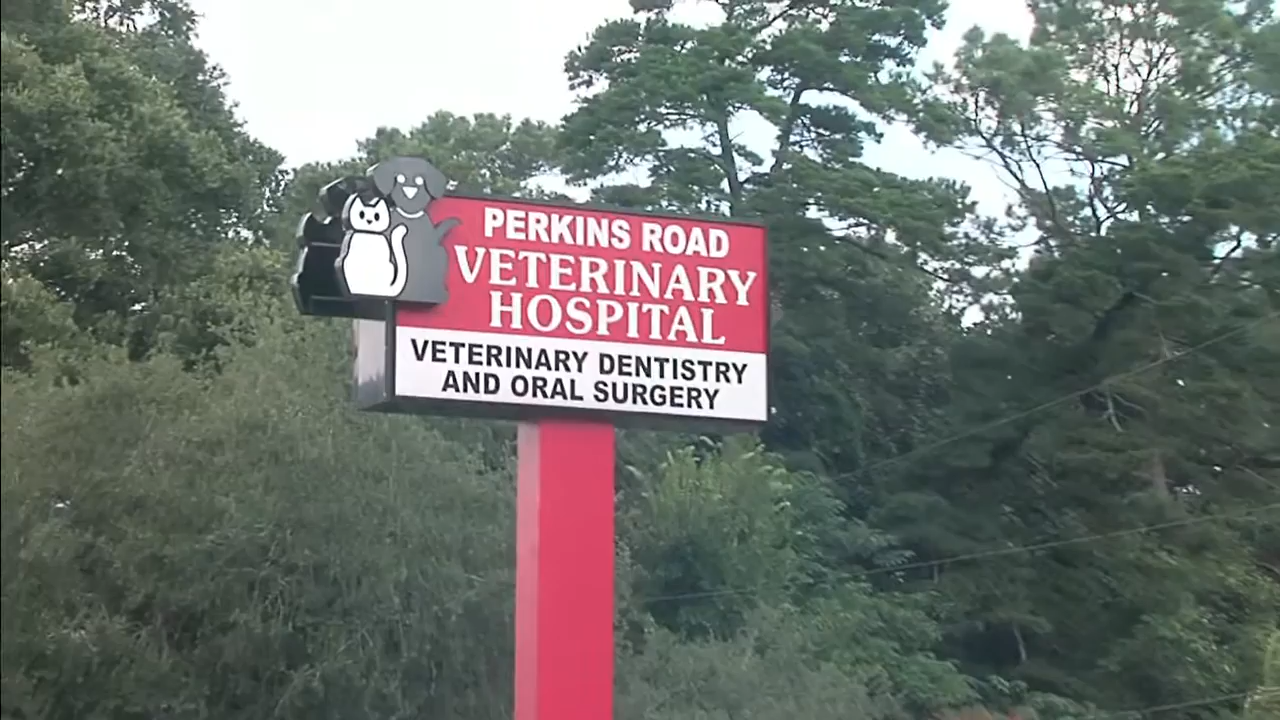 PERKINS ROAD
VETERINARY
HOSPITAL
VETERINARY DENTISTRY
AND ORAL SURGERY